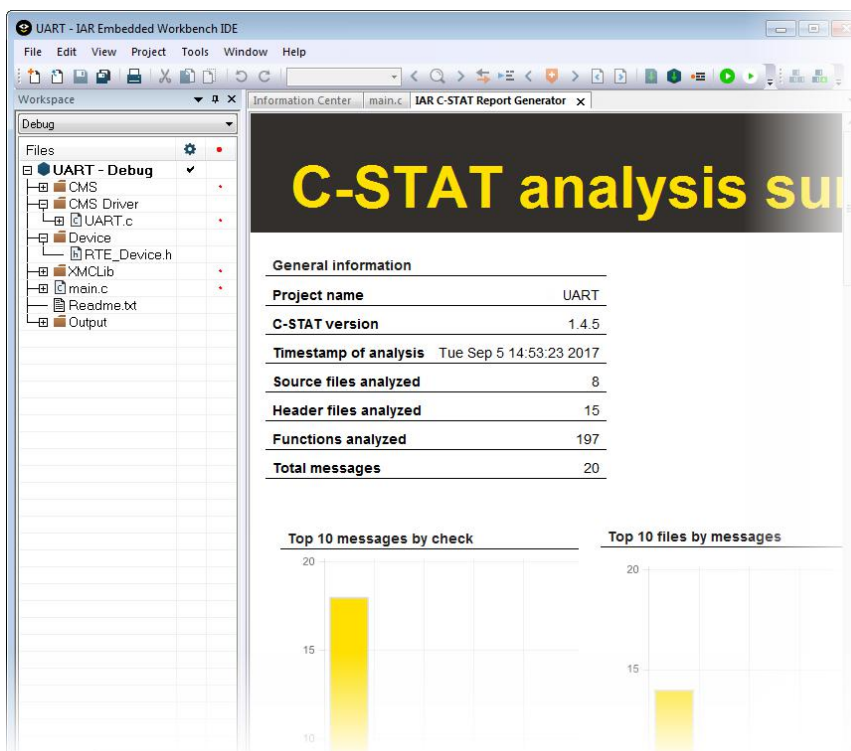 UART - IAR Embedded Workbench IDE
File Edit View Project Tools Window Help
Workspace
Information Center main.c IAR C-STAT Report Generator
Debug
Files
UART - Debug
CMS
CMS Driver
UART.c
Device
RTE_Device.h
XMCLib
main.c
Readme.txt
Output
C-STAT analysis su
General information
Project name UART
C-STAT version 1.4.5
Timestamp of analysis Tue Sep 5 14:53:23 2017
Source files analyzed 8
Header files analyzed 15
Functions analyzed 197
Total messages 20
Top 10 messages by check
20
15
10
Top 10 files by messages
20
15